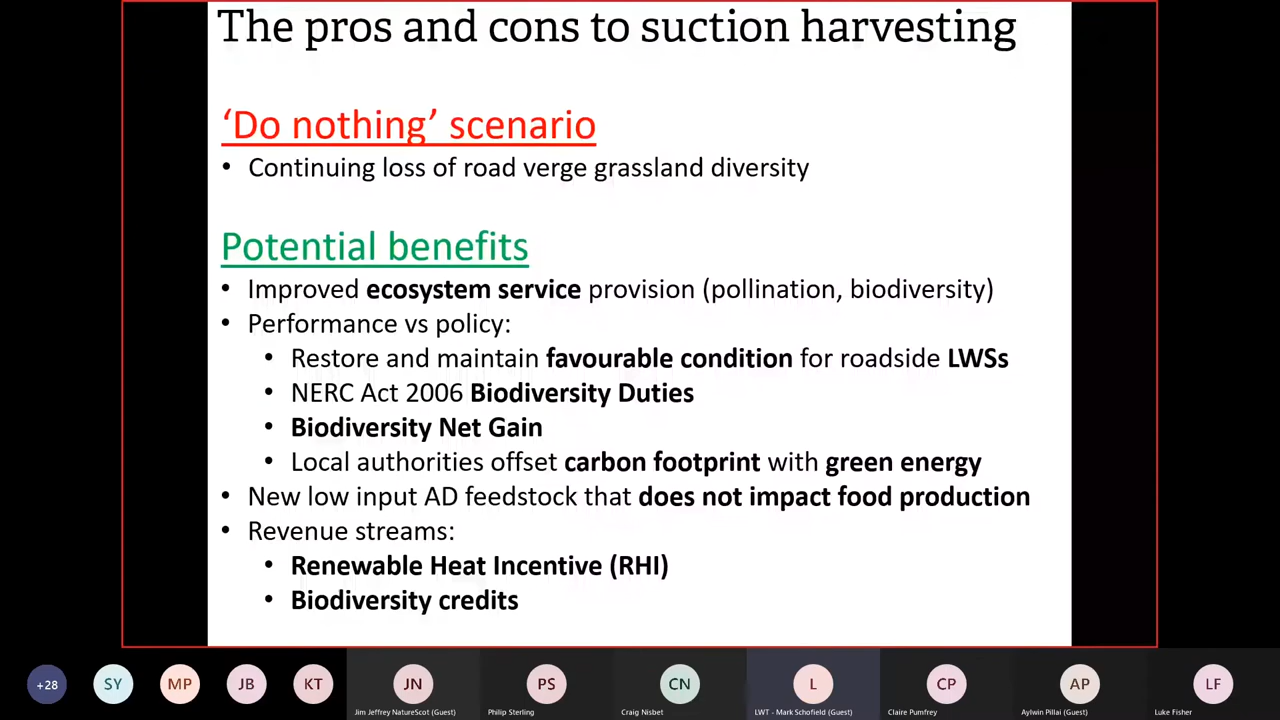 The pros and cons to suction harvesting
‘Do nothing’ scenario
• Continuing loss of road verge grassland diversity
Potential benefits
• Improved ecosystem service provision (pollination, biodiversity)
• Performance vs policy:
• Restore and maintain favourable condition for roadside LWSs
• NERC Act 2006 Biodiversity Duties
• Biodiversity Net Gain
• Local authorities offset carbon footprint with green energy
• New low input AD feedstock that does not impact food production
• Revenue streams:
• Renewable Heat Incentive (RHI)
• Biodiversity credits
+28 SY MP JB KT JN PS CN L CP AP LF
Jim Jeffrey NatureScot (Guest) Philip Sterling Craig Nisbet LWT - Mark Schofield (Guest) Claire Pumfrey Aylwin Pillai (Guest) Luke Fisher